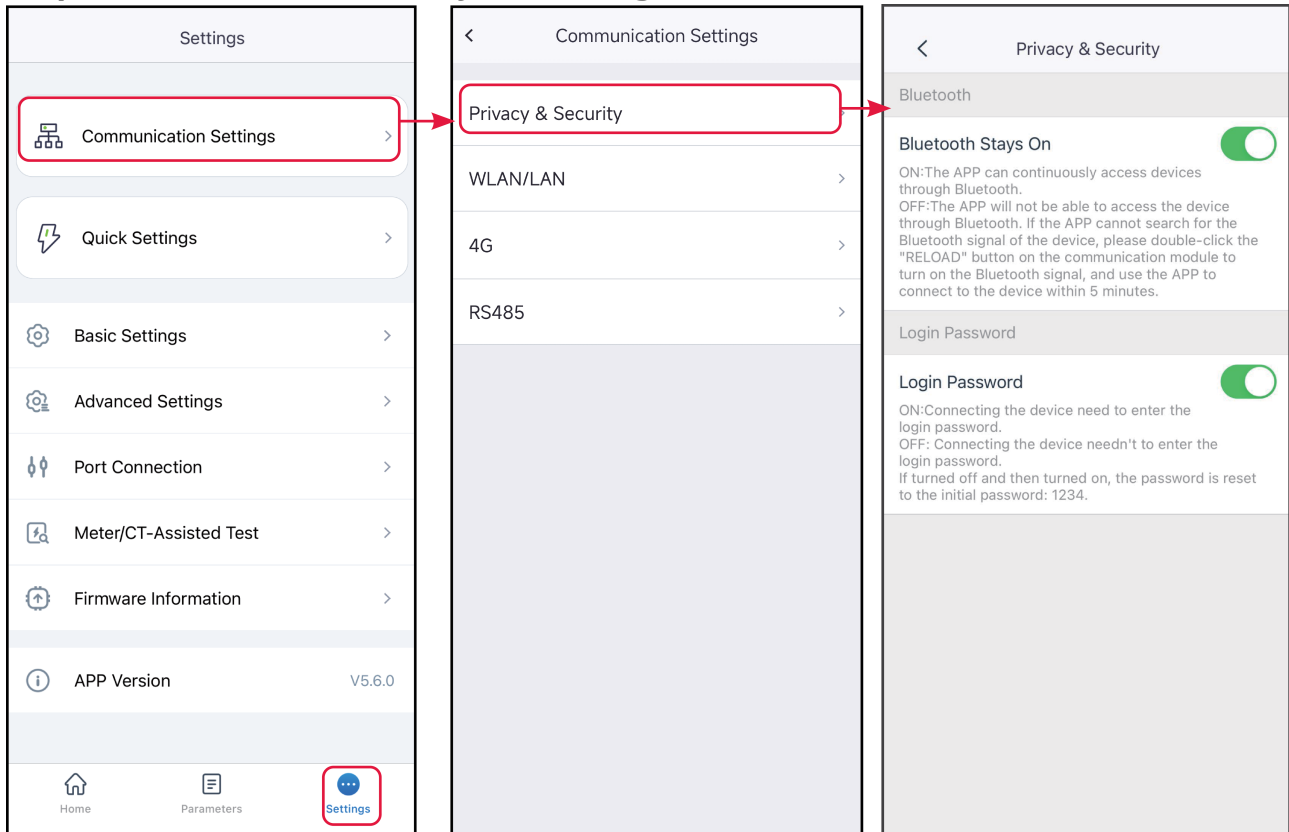 Settings
Communication Settings
Quick Settings
Basic Settings
Advanced Settings
Port Connection
Meter/CT-Assisted Test
Firmware Information
APP Version V5.6.0
Home Parameters Settings
Communication Settings
Privacy & Security
WLAN/LAN
4G
RS485
Privacy & Security
Bluetooth
Bluetooth Stays On
ON:The APP can continuously access devices
through Bluetooth.
OFF:The APP will not be able to access the device
through Bluetooth. If the APP cannot search for the
Bluetooth signal of the device, please double-click the
"RELOAD" button on the communication module to
turn on the Bluetooth signal, and use the APP to
connect to the device within 5 minutes.
Login Password
Login Password
ON:Connecting the device need to enter the
login password.
OFF: Connecting the device needn't to enter the
login password.
If turned off and then turned on, the password is reset
to the initial password: 1234.